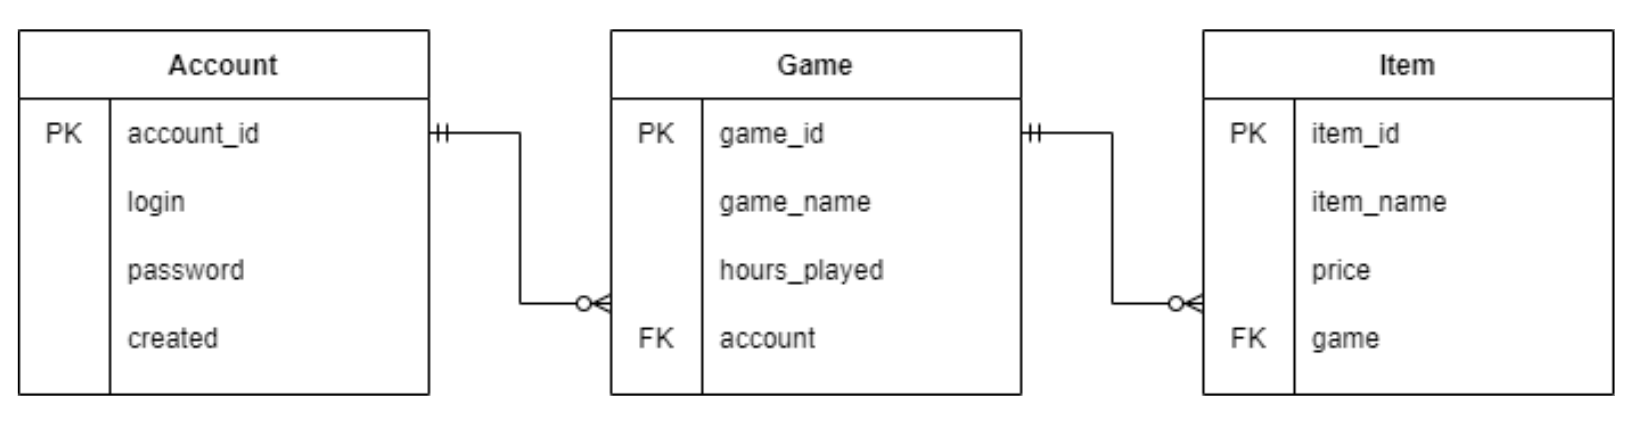 Account
PK account_id
login
password
created
Game
PK game_id
game_name
hours_played
FK account
Item
PK item_id
item_name
price
FK game